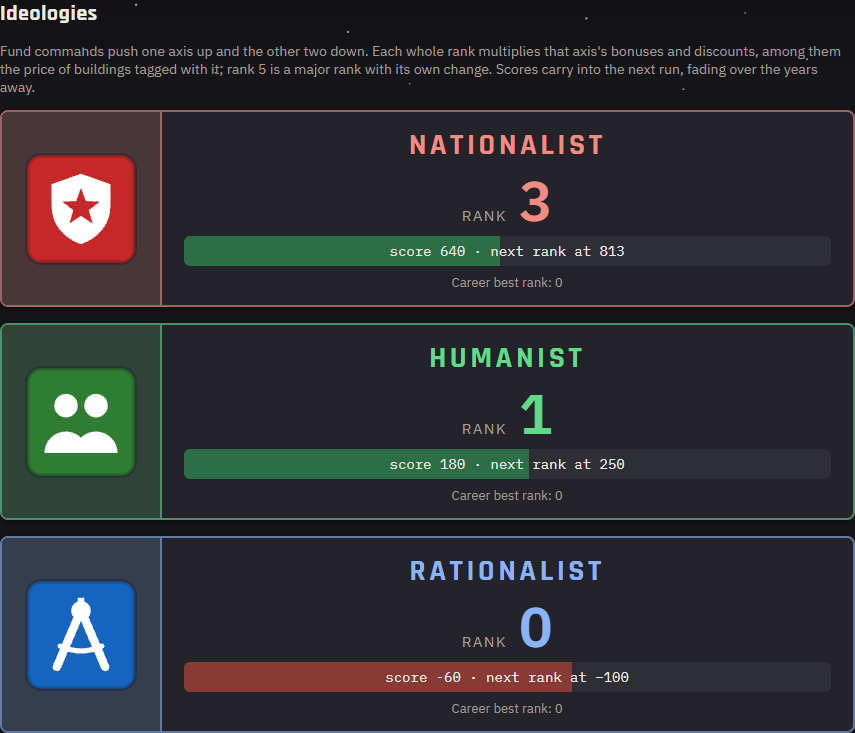 Ideologies
Fund commands push one axis up and the other two down. Each whole rank multiplies that axis's bonuses and discounts, among them
the price of buildings tagged with it; rank 5 is a major rank with its own change. Scores carry into the next run, fading over the years
away.
NATIONALIST
RANK 3
score 640 · next rank at 813
Career best rank: 0
HUMANIST
RANK 1
score 180 · next rank at 250
Career best rank: 0
RATIONALIST
RANK 0
score -60 · next rank at −100
Career best rank: 0